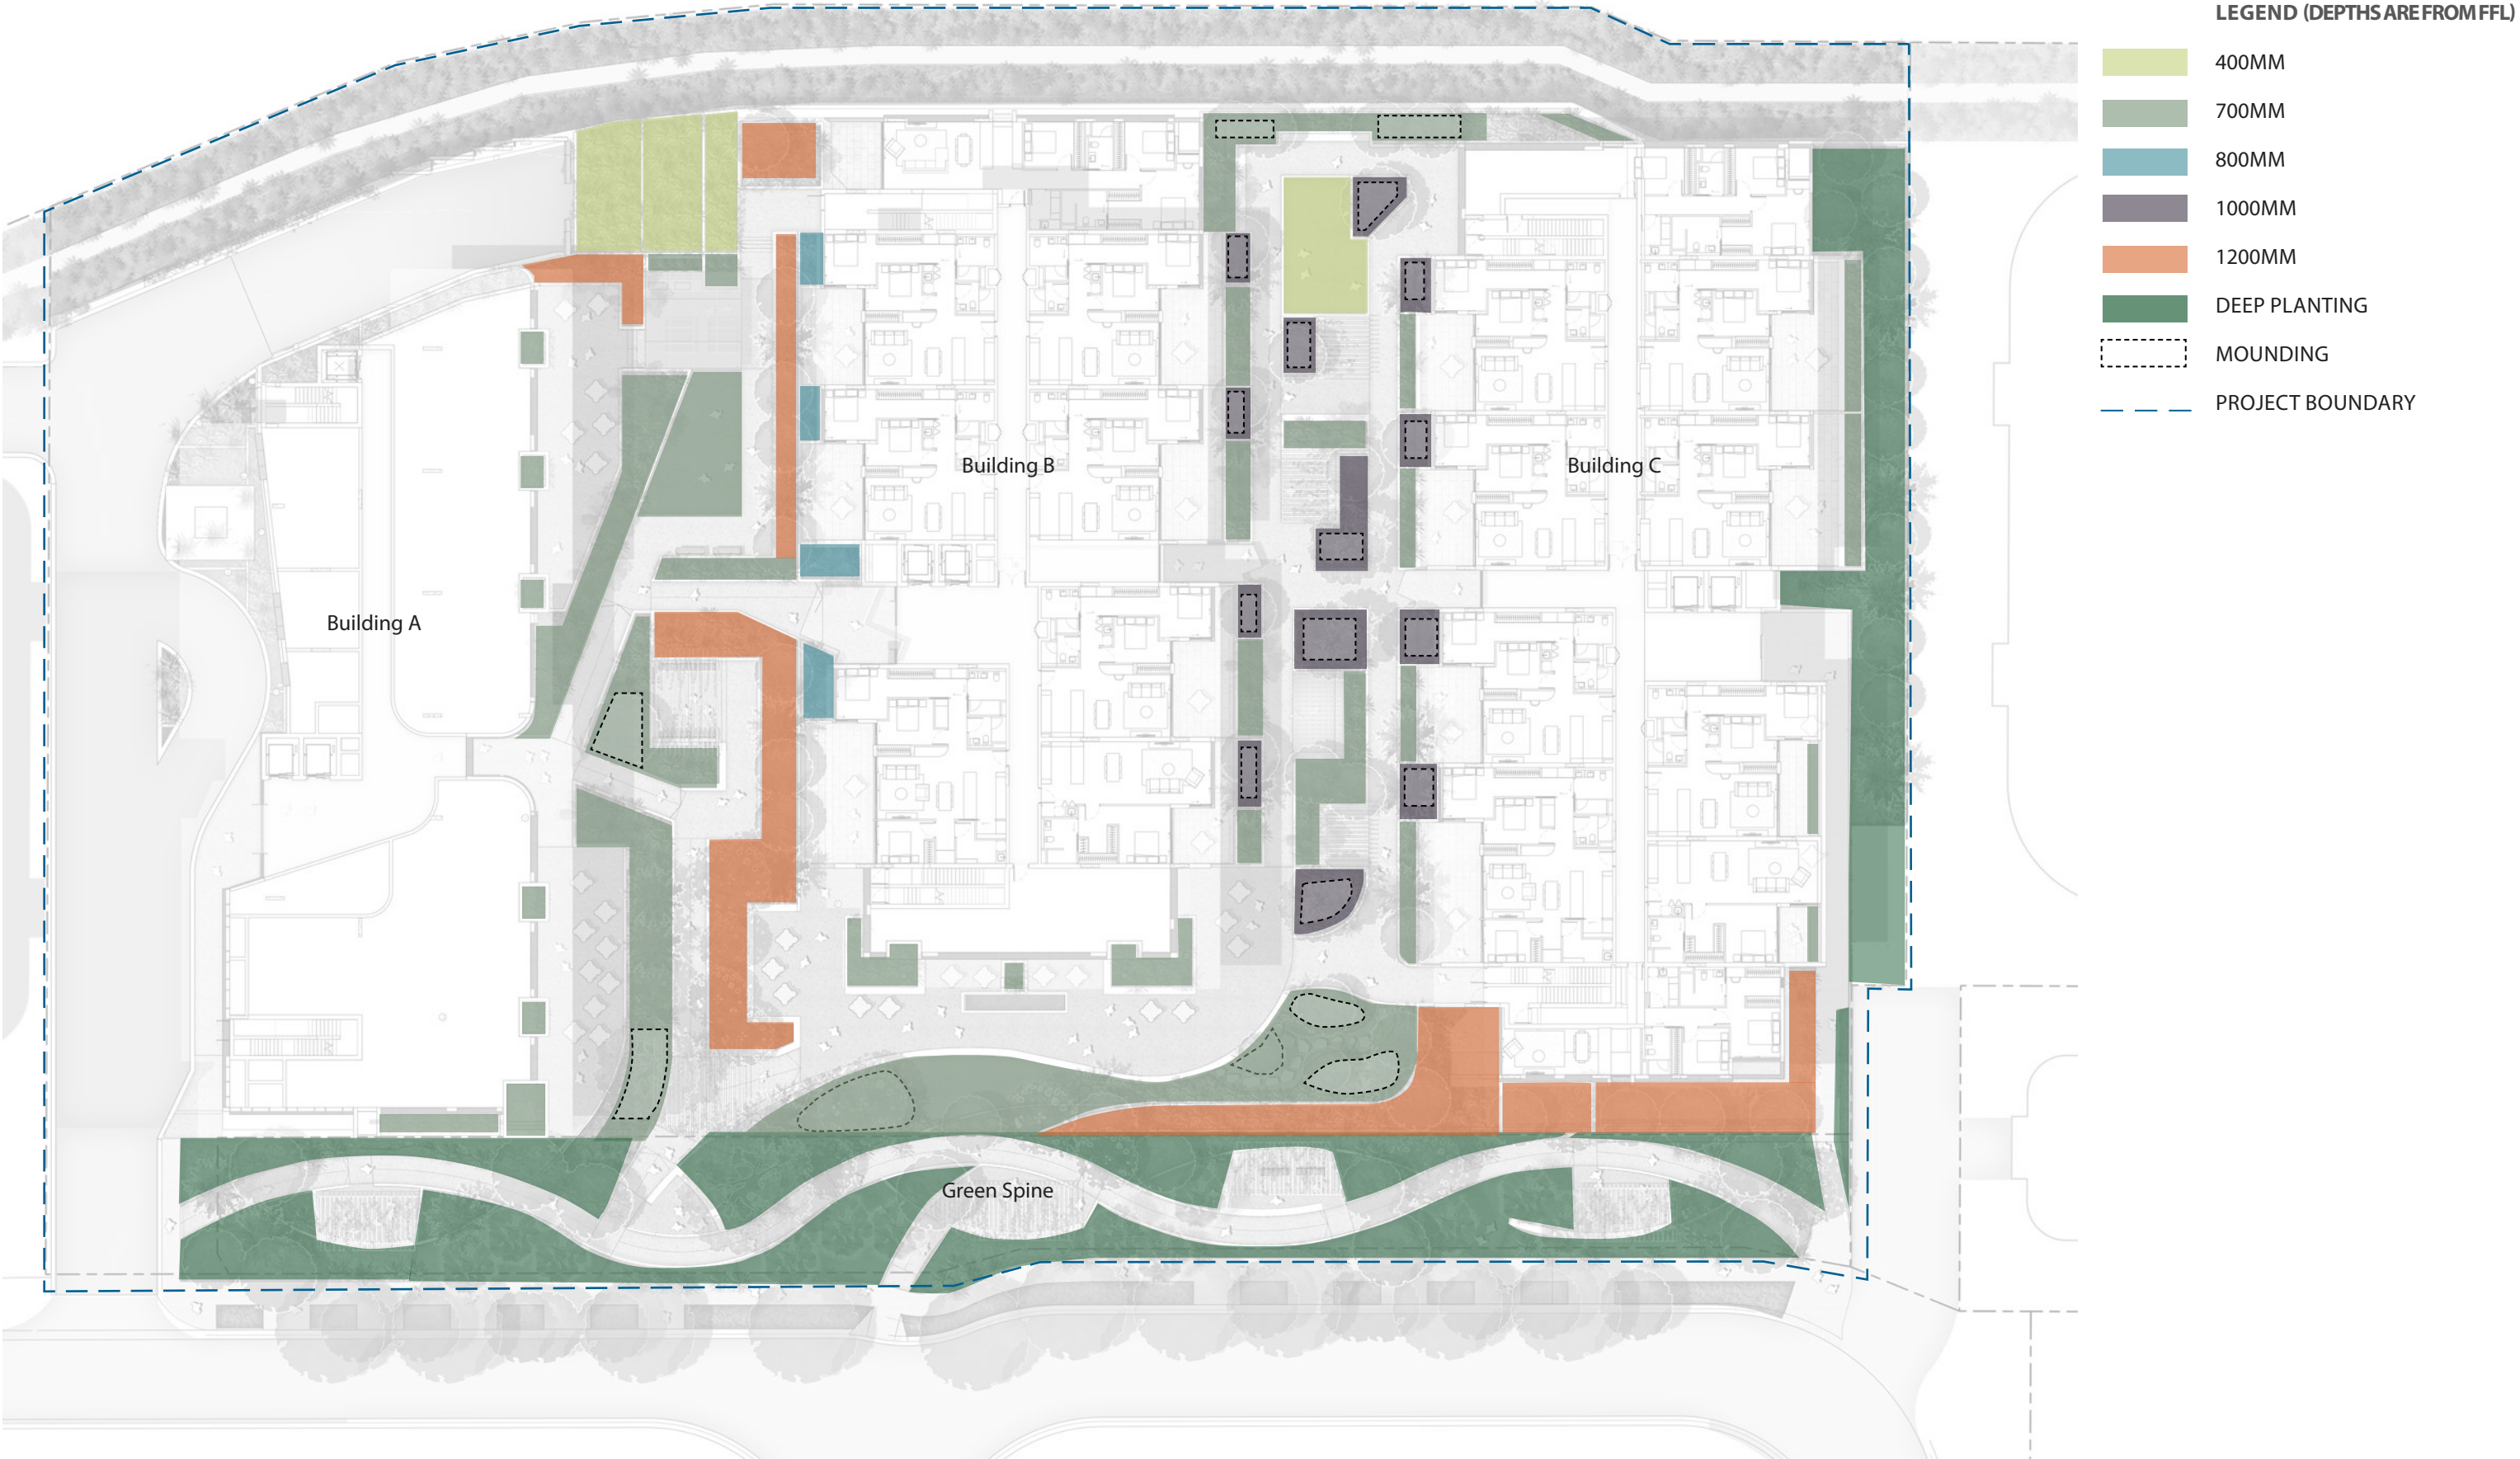 LEGEND (DEPTHS ARE FROM FFL)
400MM
700MM
800MM
1000MM
1200MM
DEEP PLANTING
MOUNDING
PROJECT BOUNDARY
Building B
Building C
Building A
Green Spine